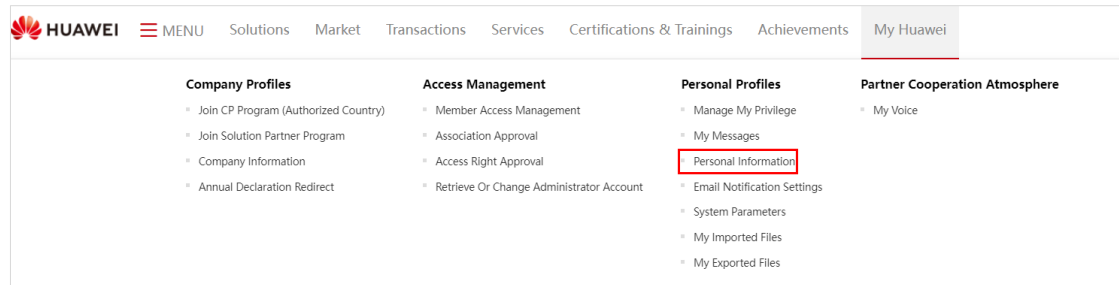 HUAWEI MENU Solutions Market Transactions Services Certifications & Trainings Achievements My Huawei
Company Profiles
Join CP Program (Authorized Country)
Join Solution Partner Program
Company Information
Annual Declaration Redirect
Access Management
Member Access Management
Association Approval
Access Right Approval
Retrieve Or Change Administrator Account
Personal Profiles
Manage My Privilege
My Messages
Personal Information
Email Notification Settings
System Parameters
My Imported Files
My Exported Files
Partner Cooperation Atmosphere
My Voice